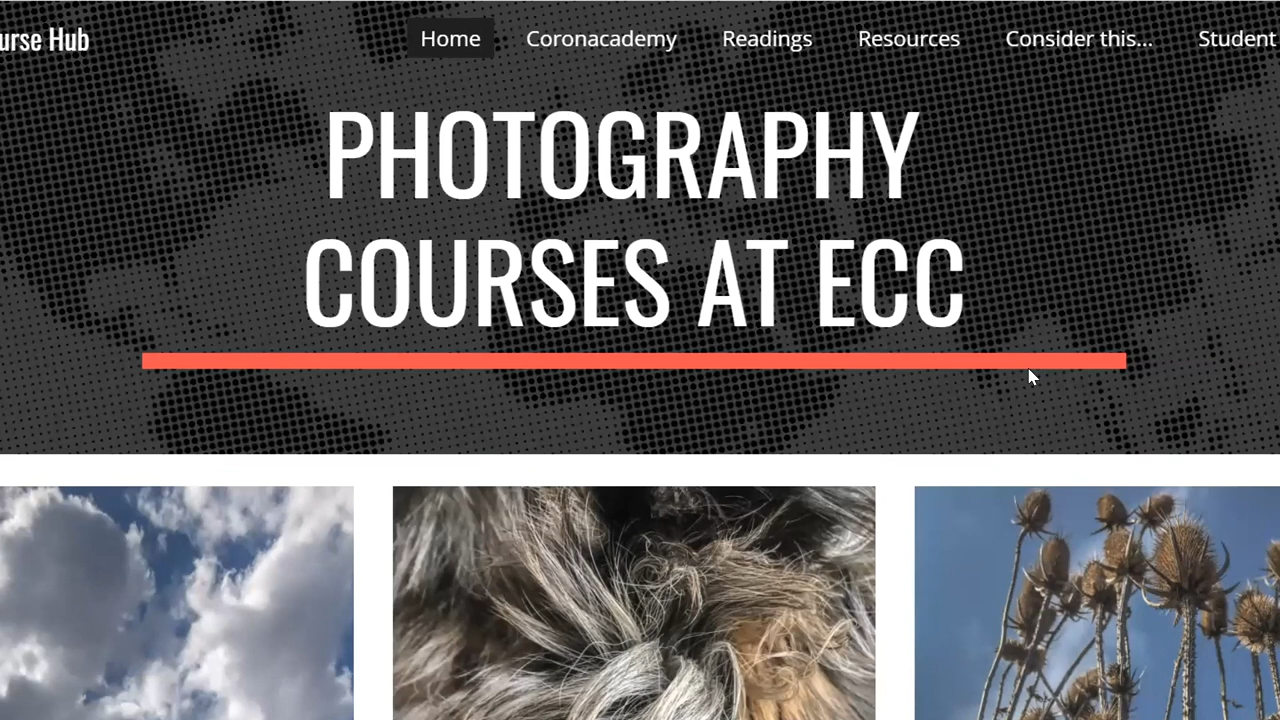 urse Hub Home Coronacademy Readings Resources Consider this... Student
PHOTOGRAPHY
COURSES AT ECC